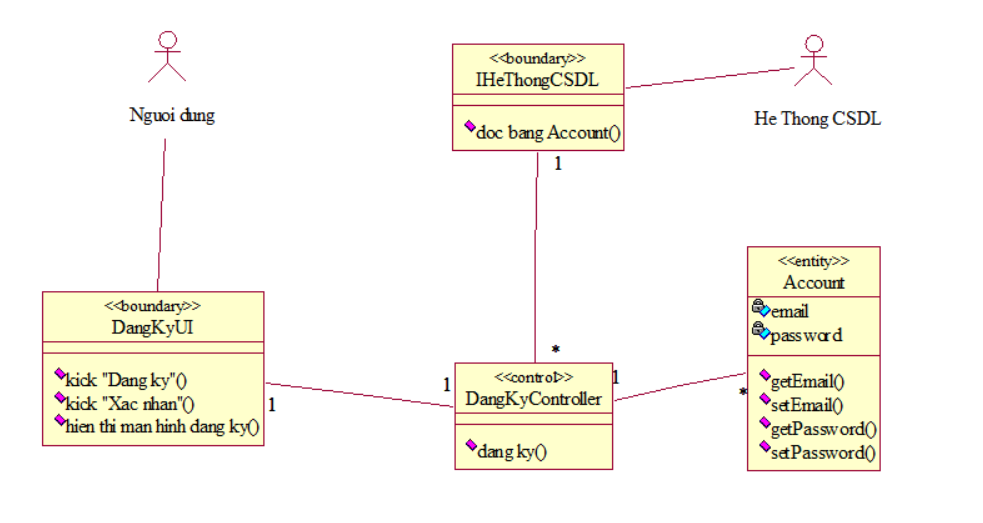 Nguoi dung
<<boundary>>
IHeThongCSDL
doc bang Account()
He Thong CSDL
1
<<boundary>>
DangKyUI
kick "Dang ky"()
kick "Xac nhan"()
hien thi man hinh dang ky()
1
*
1
<<control>>
DangKyController
dang ky()
1
*
<<entity>>
Account
email
password
getEmail()
setEmail()
getPassword()
setPassword()